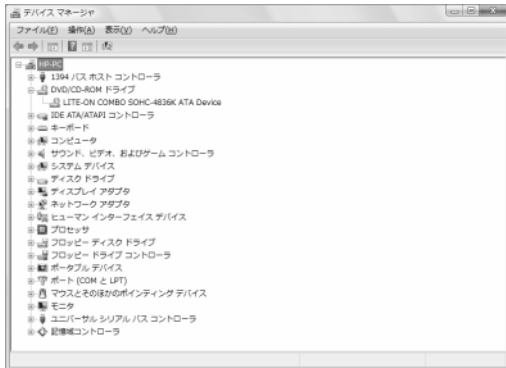 デバイス マネージャ
ファイル(F) 操作(A) 表示(V) ヘルプ(H)
HP-PC
1394 バス ホスト コントローラ
DVD/CD-ROM ドライブ
LITE-ON COMBO SOHC-4836K ATA Device
IDE ATA/ATAPI コントローラ
キーボード
コンピュータ
サウンド、ビデオ、およびゲーム コントローラ
システム デバイス
ディスク ドライブ
ディスプレイ アダプタ
ネットワーク アダプタ
ヒューマン インターフェイス デバイス
プロセッサ
フロッピー ディスク ドライブ
フロッピー ドライブ コントローラ
ポータブル デバイス
ポート (COM と LPT)
マウスとそのほかのポインティング デバイス
モニタ
ユニバーサル シリアル バス コントローラ
記憶域コントローラ